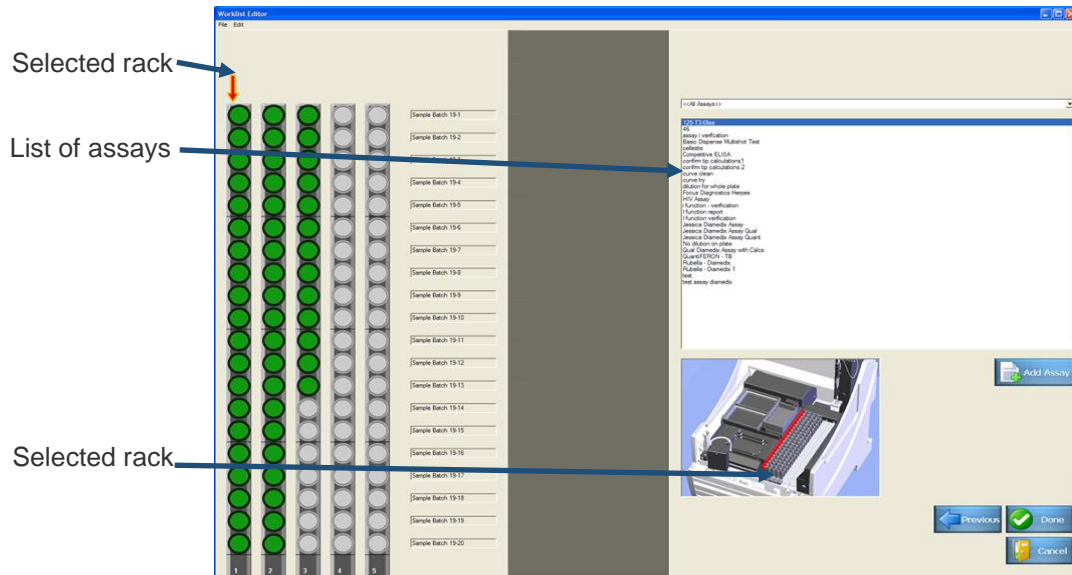 Worklist Editor
File Edit
Selected rack
List of assays
Selected rack
Sample Batch 19-1
Sample Batch 19-2
Sample Batch 19-4
Sample Batch 19-5
Sample Batch 19-6
Sample Batch 19-7
Sample Batch 19-8
Sample Batch 19-9
Sample Batch 19-10
Sample Batch 19-11
Sample Batch 19-12
Sample Batch 19-13
Sample Batch 19-14
Sample Batch 19-15
Sample Batch 19-16
Sample Batch 19-17
Sample Batch 19-18
Sample Batch 19-19
Sample Batch 19-20
1 2 3 4 5
<<All Assays>>
125-T3-Elisa
46
assay i verification
Basic Dispense Multishot Test
cellestis
Competitive ELISA
confirm tip calculations1
confirm tip calculations 2
curve clean
curve try
dilution for whole plate
Focus Diagnostics Herpes
HIV Assay
i function - verification
I function report
I function verification
Jessica Diamedix Assay
Jessica Diamedix Assay Qual
Jessica Diamedix Assay Quant
No dilution on plate
Qual Diamedix Assay with Calcs
QuantiFERON - TB
Rubella - Diamedix
Rubella - Diamedix 1
test
test assay diamedix
Add Assay
Previous
Done
Cancel